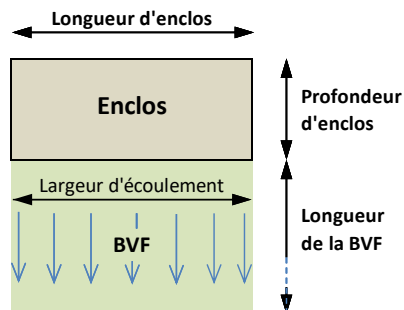 Longueur d'enclos
Enclos
Profondeur
d'enclos
Largeur d'écoulement
BVF
Longueur
de la BVF